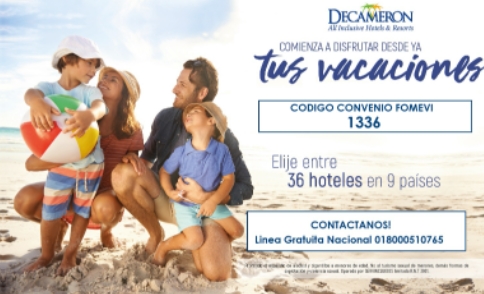 DECAMERON
All Inclusive Hotels & Resorts
COMIENZA A DISFRUTAR DESDE YA
tus vacaciones
CODIGO CONVENIO FOMEVI
1336
Elije entre
36 hoteles en 9 países
CONTACTANOS!
Linea Gratuita Nacional 018000510765